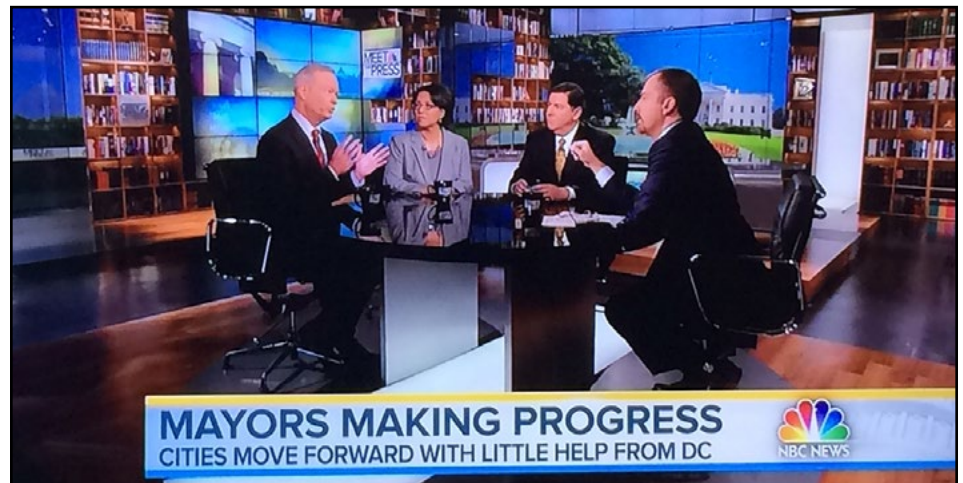 MEET
THE
PRESS
MAYORS MAKING PROGRESS
CITIES MOVE FORWARD WITH LITTLE HELP FROM DC
NBC NEWS